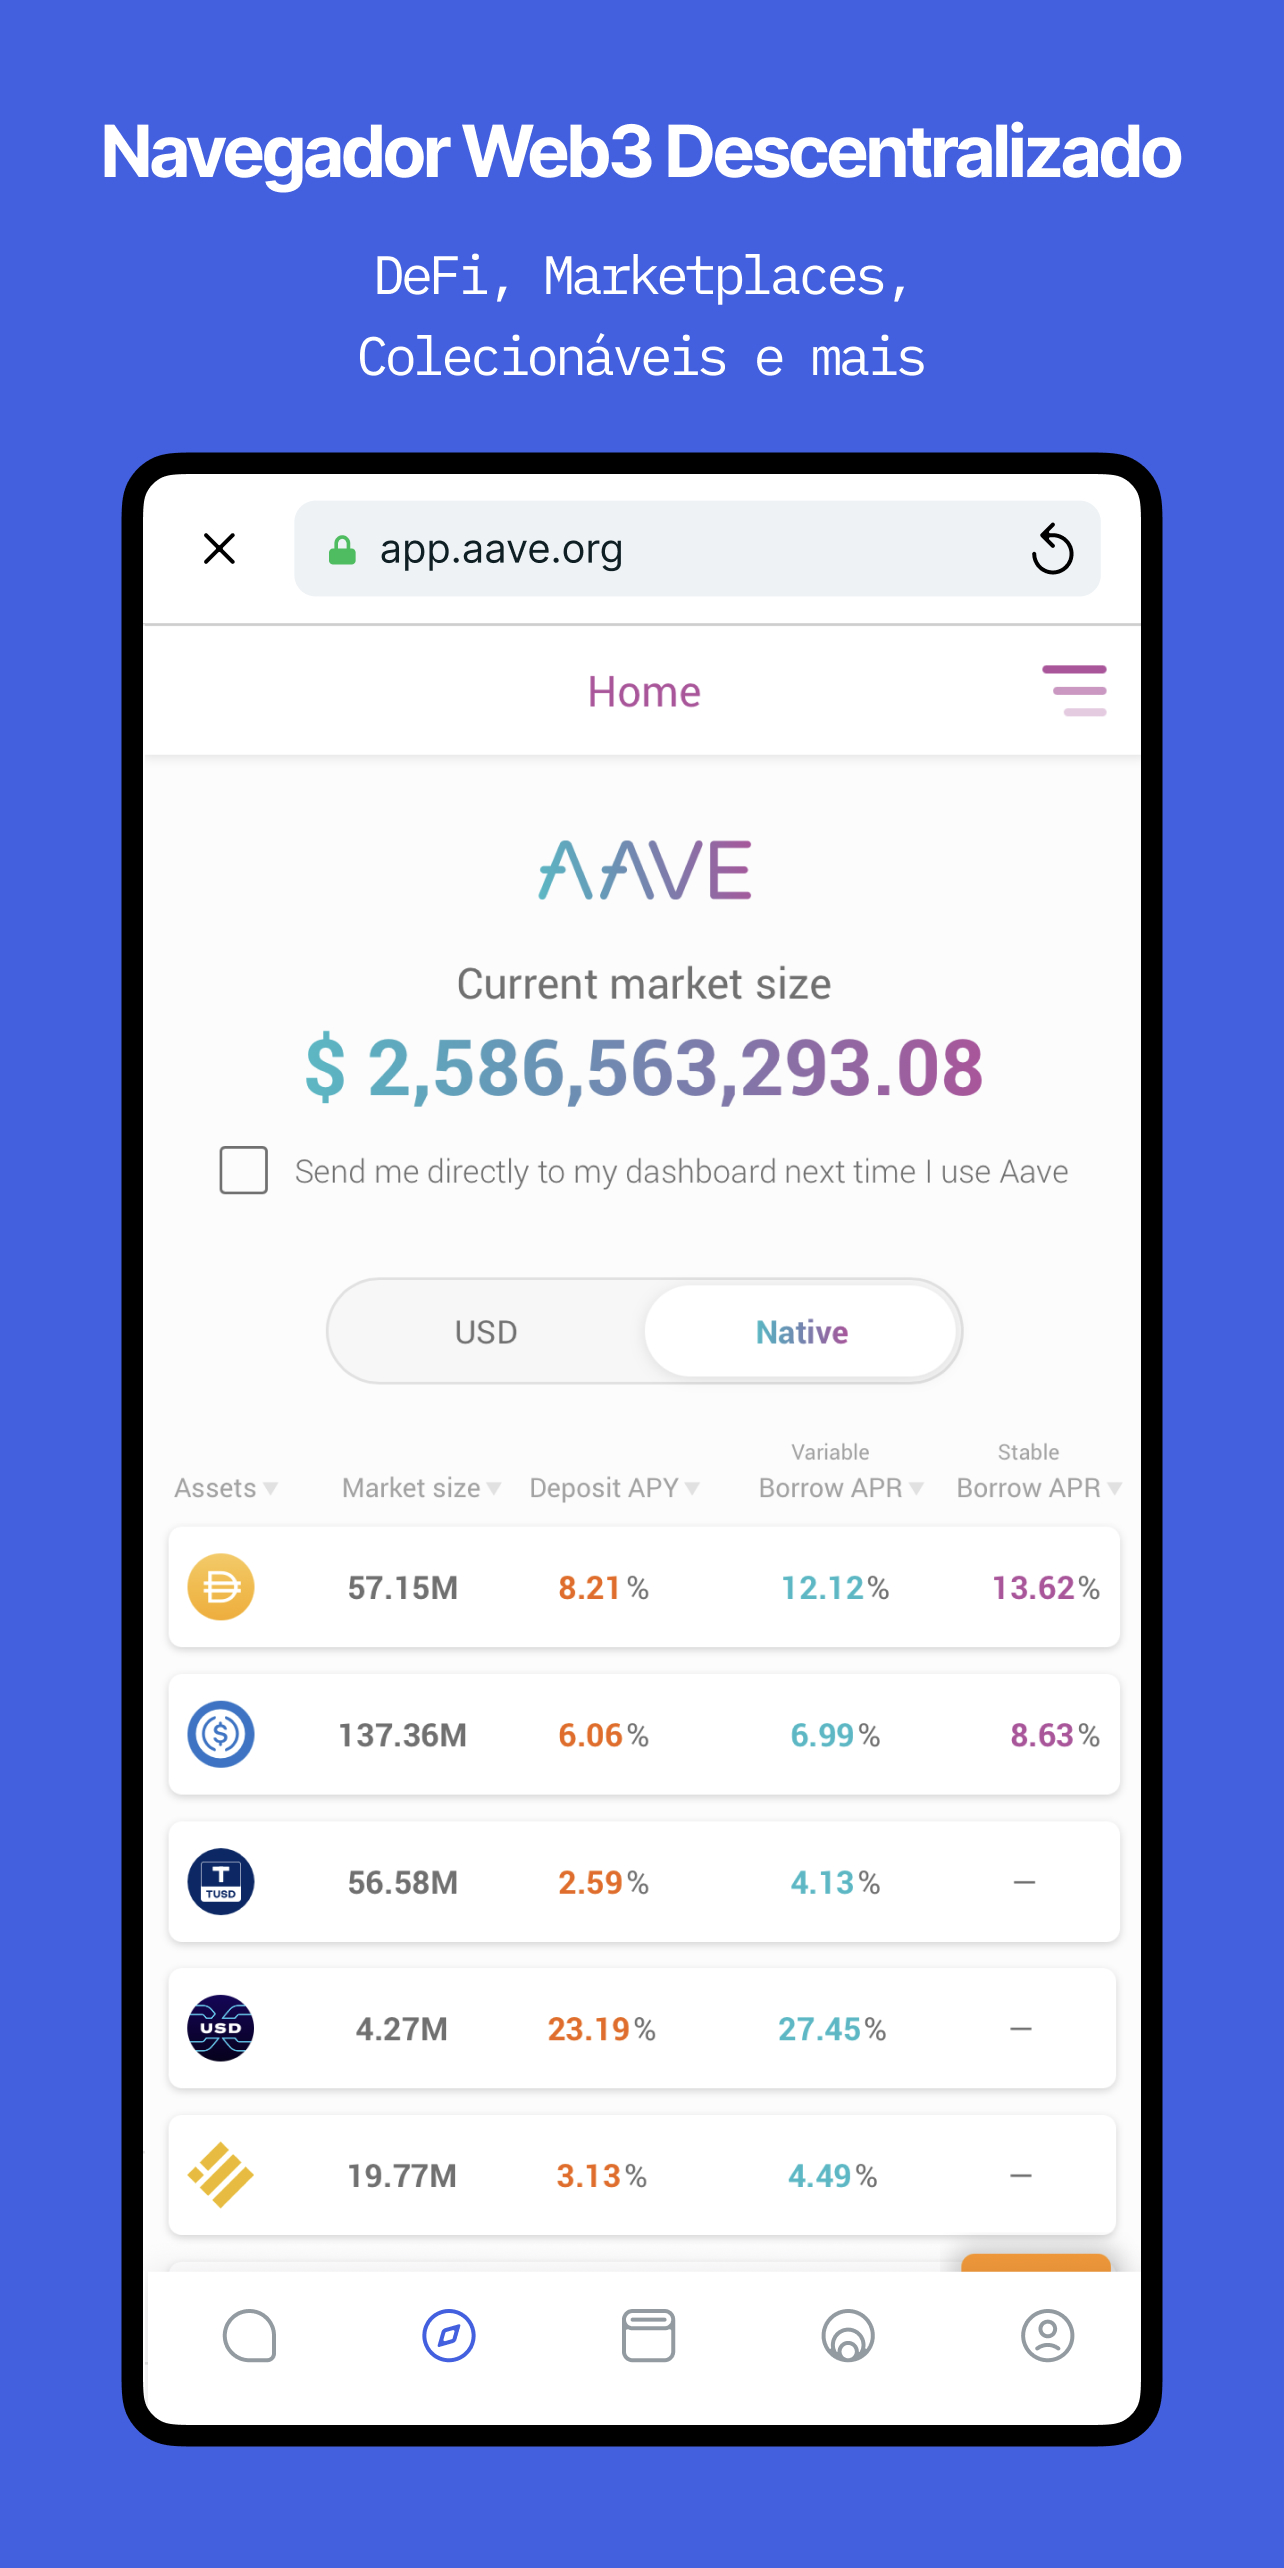 Navegador Web3 Descentralizado
DeFi, Marketplaces,
Colecionáveis e mais
app.aave.org
Home
AAVE
Current market size
$ 2,586,563,293.08
Send me directly to my dashboard next time I use Aave
USD Native
Variable Stable
Assets Market size Deposit APY Borrow APR Borrow APR
57.15M 8.21% 12.12% 13.62%
$ 137.36M 6.06% 6.99% 8.63%
T
TUSD 56.58M 2.59% 4.13% —
USD 4.27M 23.19% 27.45% —
19.77M 3.13% 4.49% —